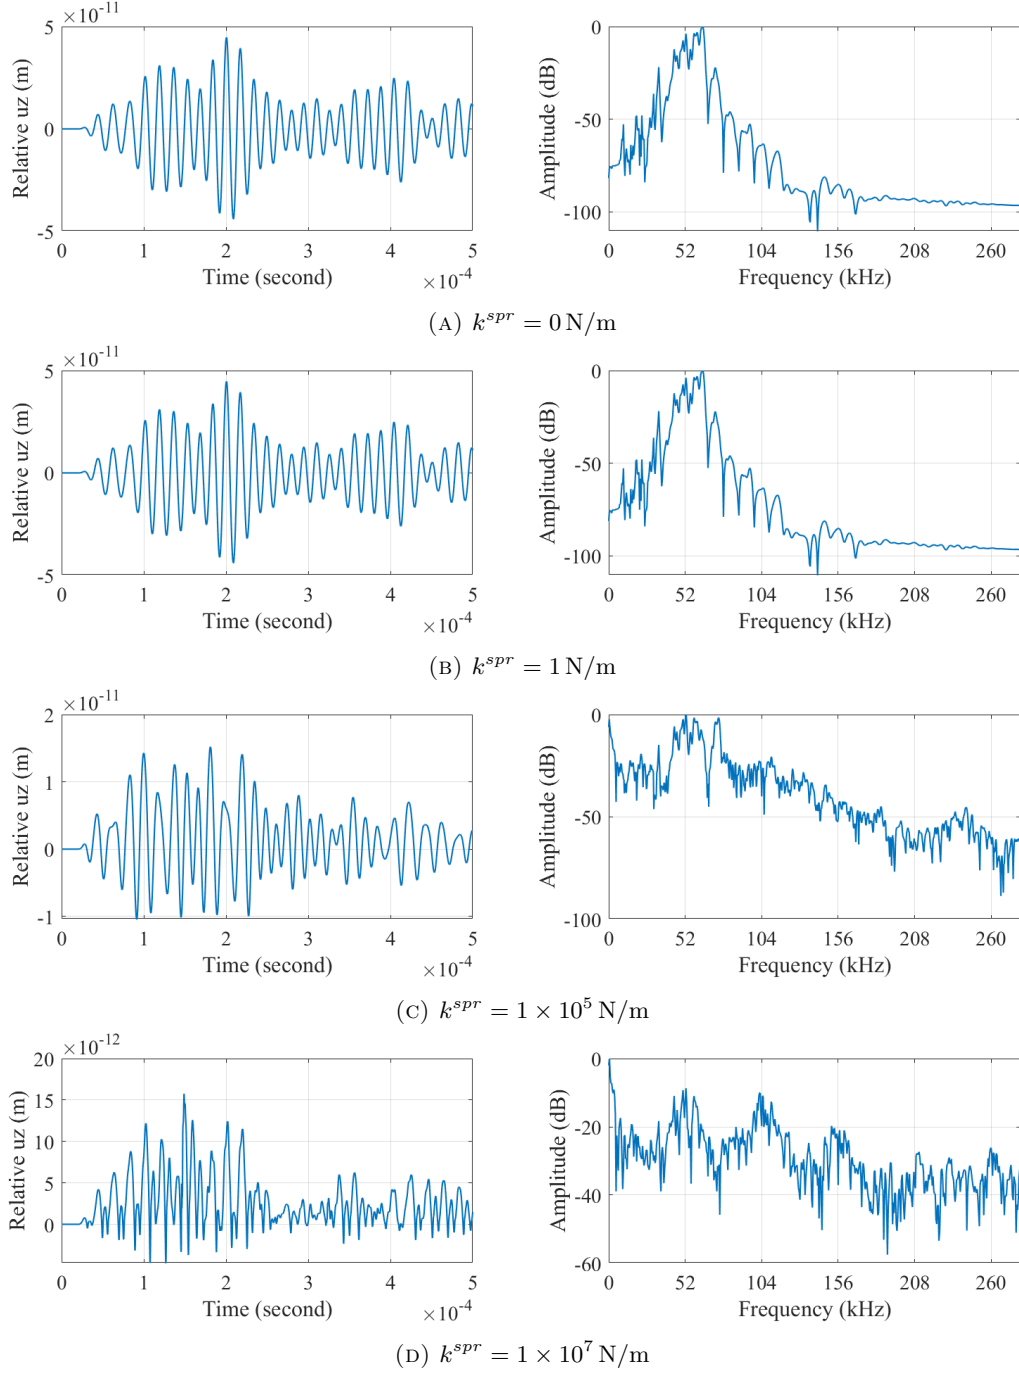 ×10⁻¹¹
5
0
-5
Relative uz (m)
0 1 2 3 4 5
Time (second)
×10⁻⁴
0
-50
-100
Amplitude (dB)
0 52 104 156 208 260
Frequency (kHz)
(A) k^{spr} = 0 N/m
×10⁻¹¹
5
0
-5
Relative uz (m)
0 1 2 3 4 5
Time (second)
×10⁻⁴
0
-50
-100
Amplitude (dB)
0 52 104 156 208 260
Frequency (kHz)
(B) k^{spr} = 1 N/m
×10⁻¹¹
2
1
0
-1
Relative uz (m)
0 1 2 3 4 5
Time (second)
×10⁻⁴
0
-50
-100
Amplitude (dB)
0 52 104 156 208 260
Frequency (kHz)
(C) k^{spr} = 1 × 10⁵ N/m
×10⁻¹²
20
15
10
5
0
Relative uz (m)
0 1 2 3 4 5
Time (second)
×10⁻⁴
0
-20
-40
-60
Amplitude (dB)
0 52 104 156 208 260
Frequency (kHz)
(D) k^{spr} = 1 × 10⁷ N/m